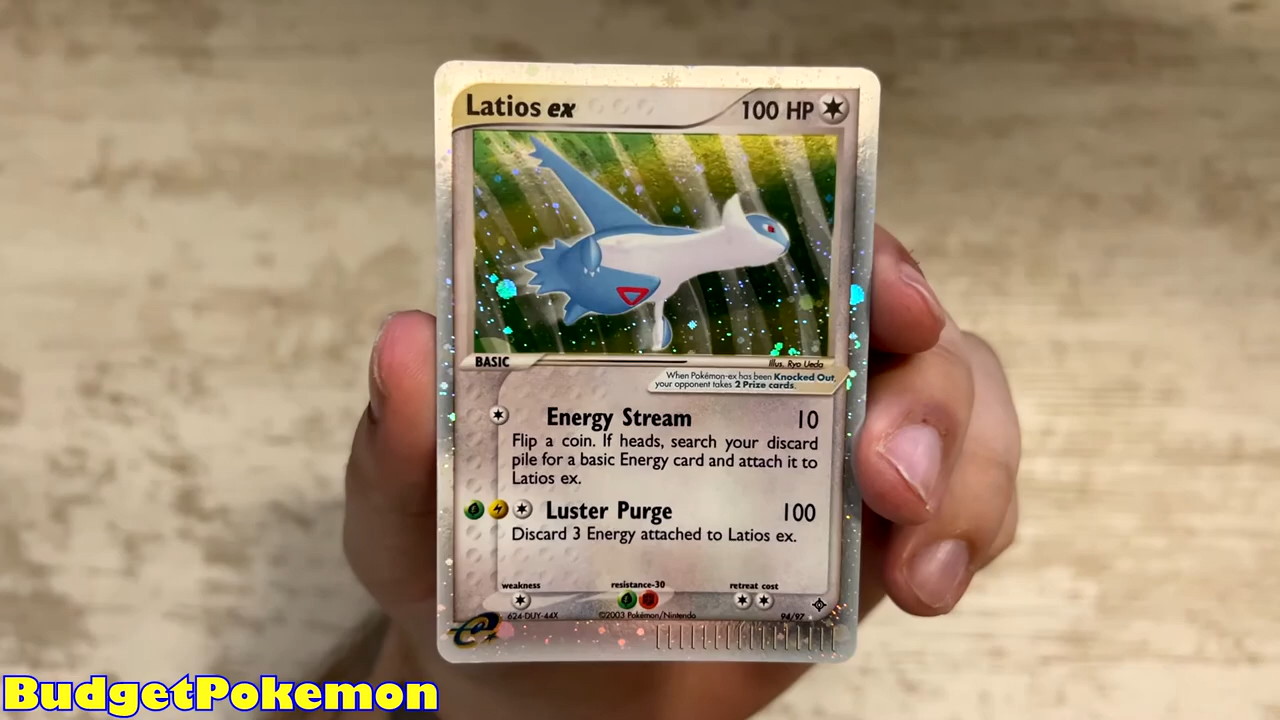 Latios ex
100 HP
BASIC
Illus. Ryo Ueda
When Pokémon-ex has been Knocked Out,
your opponent takes 2 Prize cards.
Energy Stream 10
Flip a coin. If heads, search your discard
pile for a basic Energy card and attach it to
Latios ex.
Luster Purge 100
Discard 3 Energy attached to Latios ex.
weakness
resistance-30
retreat cost
e
624-DUY-44X
©2003 Pokémon/Nintendo
94/97
BudgetPokemon